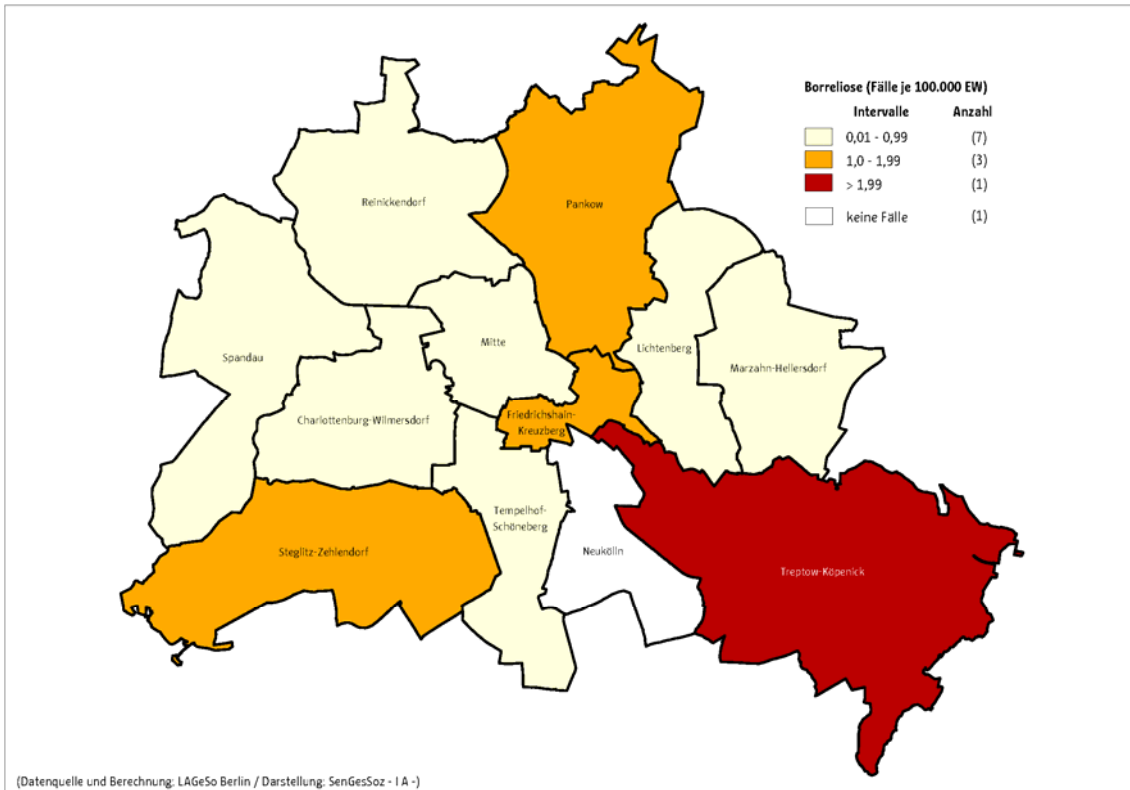 Borreliose (Fälle je 100.000 EW)
Intervalle Anzahl
0,01 - 0,99 (7)
1,0 - 1,99 (3)
> 1,99 (1)
keine Fälle (1)
Reinickendorf
Pankow
Spandau
Mitte
Lichtenberg
Marzahn-Hellersdorf
Charlottenburg-Wilmersdorf
Friedrichshain-
Kreuzberg
Tempelhof-
Schöneberg
Steglitz-Zehlendorf
Neukölln
Treptow-Köpenick
(Datenquelle und Berechnung: LAGeSo Berlin / Darstellung: SenGesSoz - I A -)